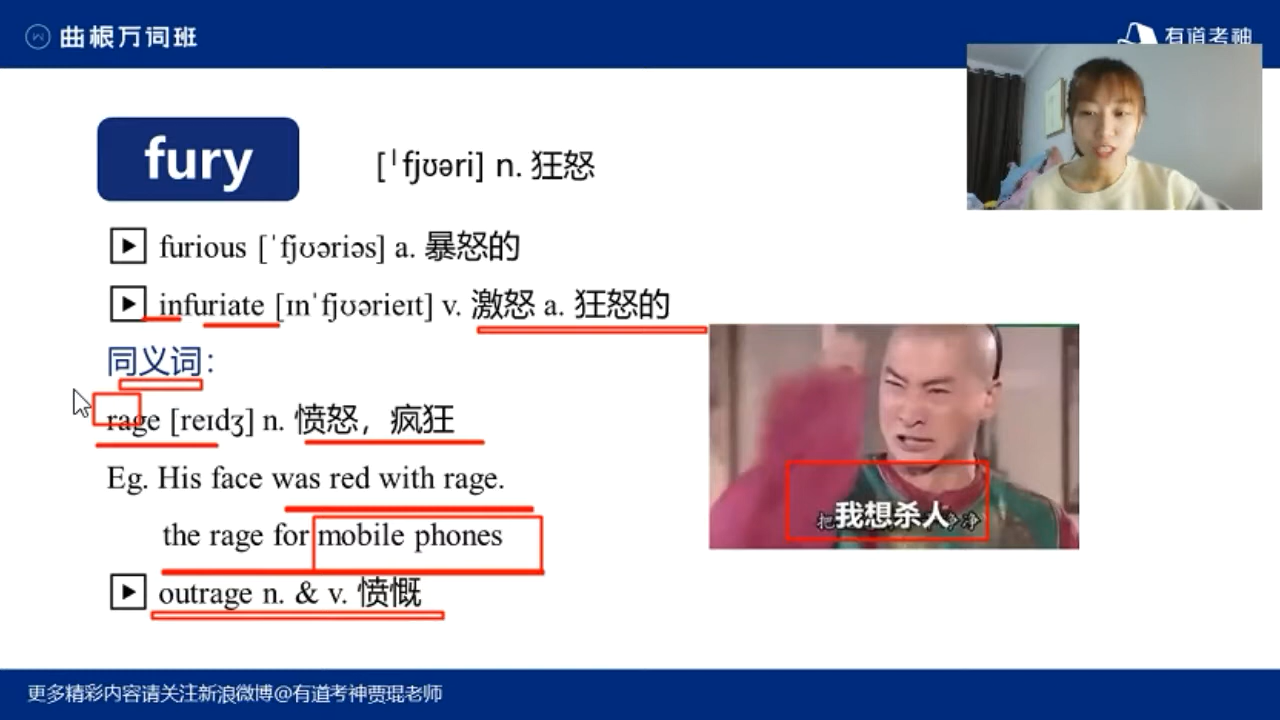 曲根万词班
有道考神
fury
[ˈfjʊəri] n. 狂怒
furious [ˈfjʊəriəs] a. 暴怒的
infuriate [ɪnˈfjʊərieɪt] v. 激怒 a. 狂怒的
同义词：
rage [reɪdʒ] n. 愤怒，疯狂
Eg. His face was red with rage.
the rage for mobile phones
我想杀人
outrage n. & v. 愤慨
更多精彩内容请关注新浪微博@有道考神贾琨老师